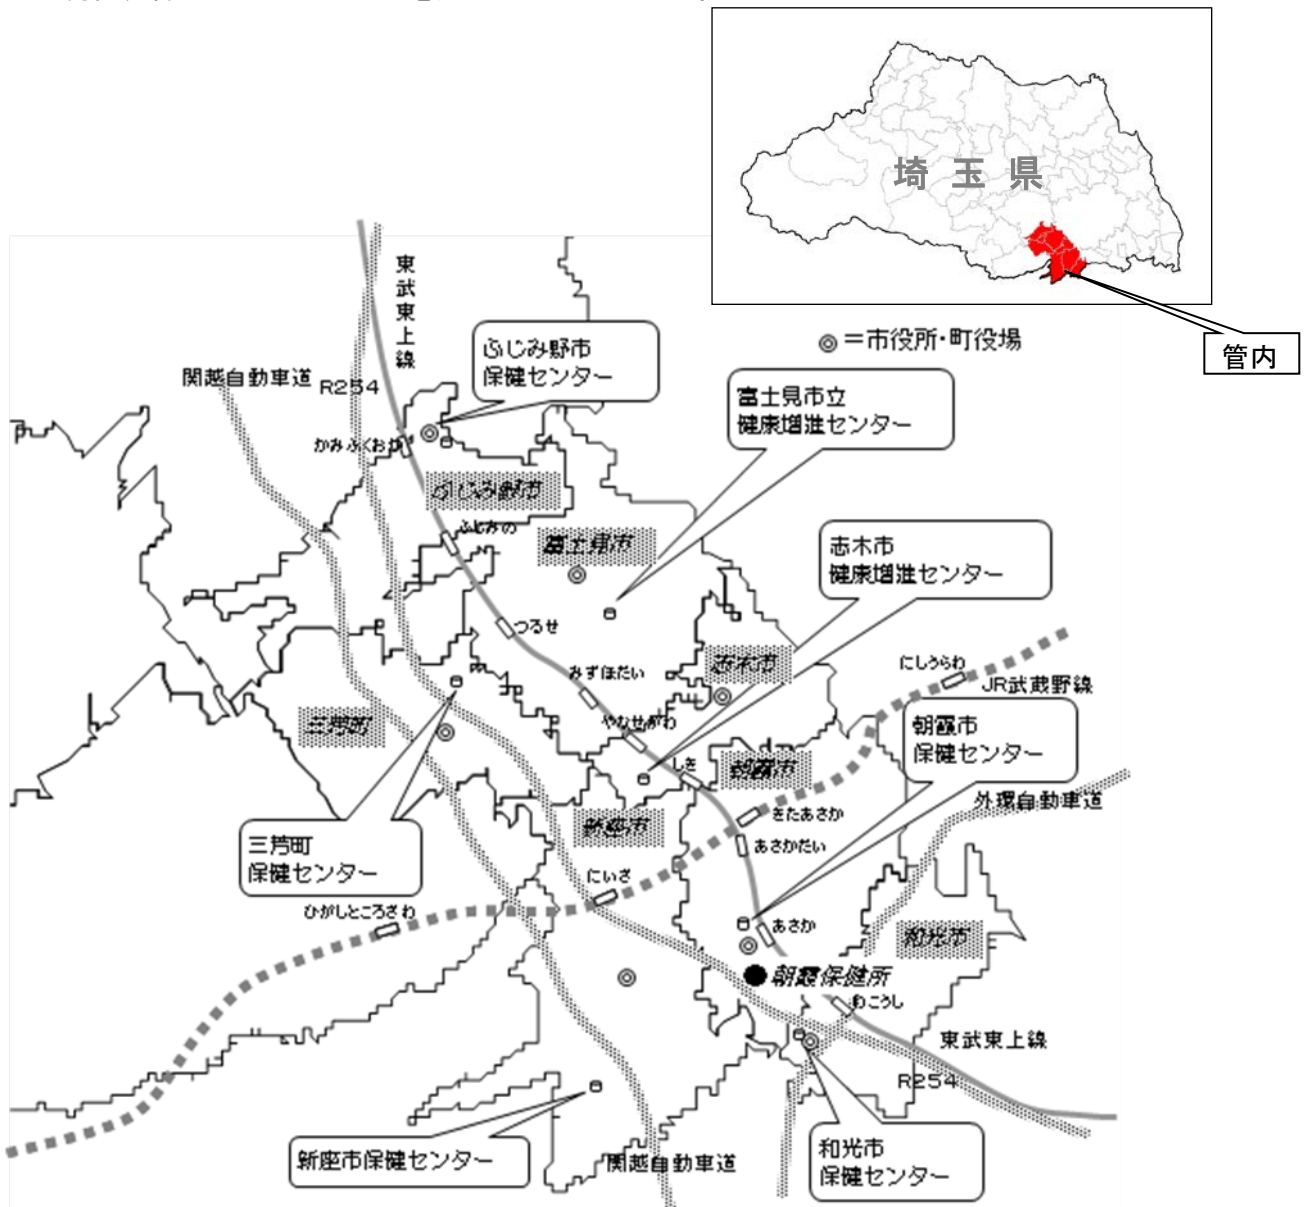 埼玉県
管内
◎＝市役所･町役場
東武東上線
関越自動車道
R254
ふじみ野市
保健センター
富士見市立
健康増進センター
かみふくおか
ふじみ野市
ふじみの
富士見市
志木市
健康増進センター
つるせ
みずほだい
志木市
にしうらわ
JR武蔵野線
三芳町
やなせがわ
しき
朝霞市
朝霞市
保健センター
外環自動車道
新座市
きたあさか
あさかだい
三芳町
保健センター
にいざ
ひがしところざわ
あさか
和光市
朝霞保健所
わこうし
東武東上線
R254
新座市保健センター
関越自動車道
和光市
保健センター